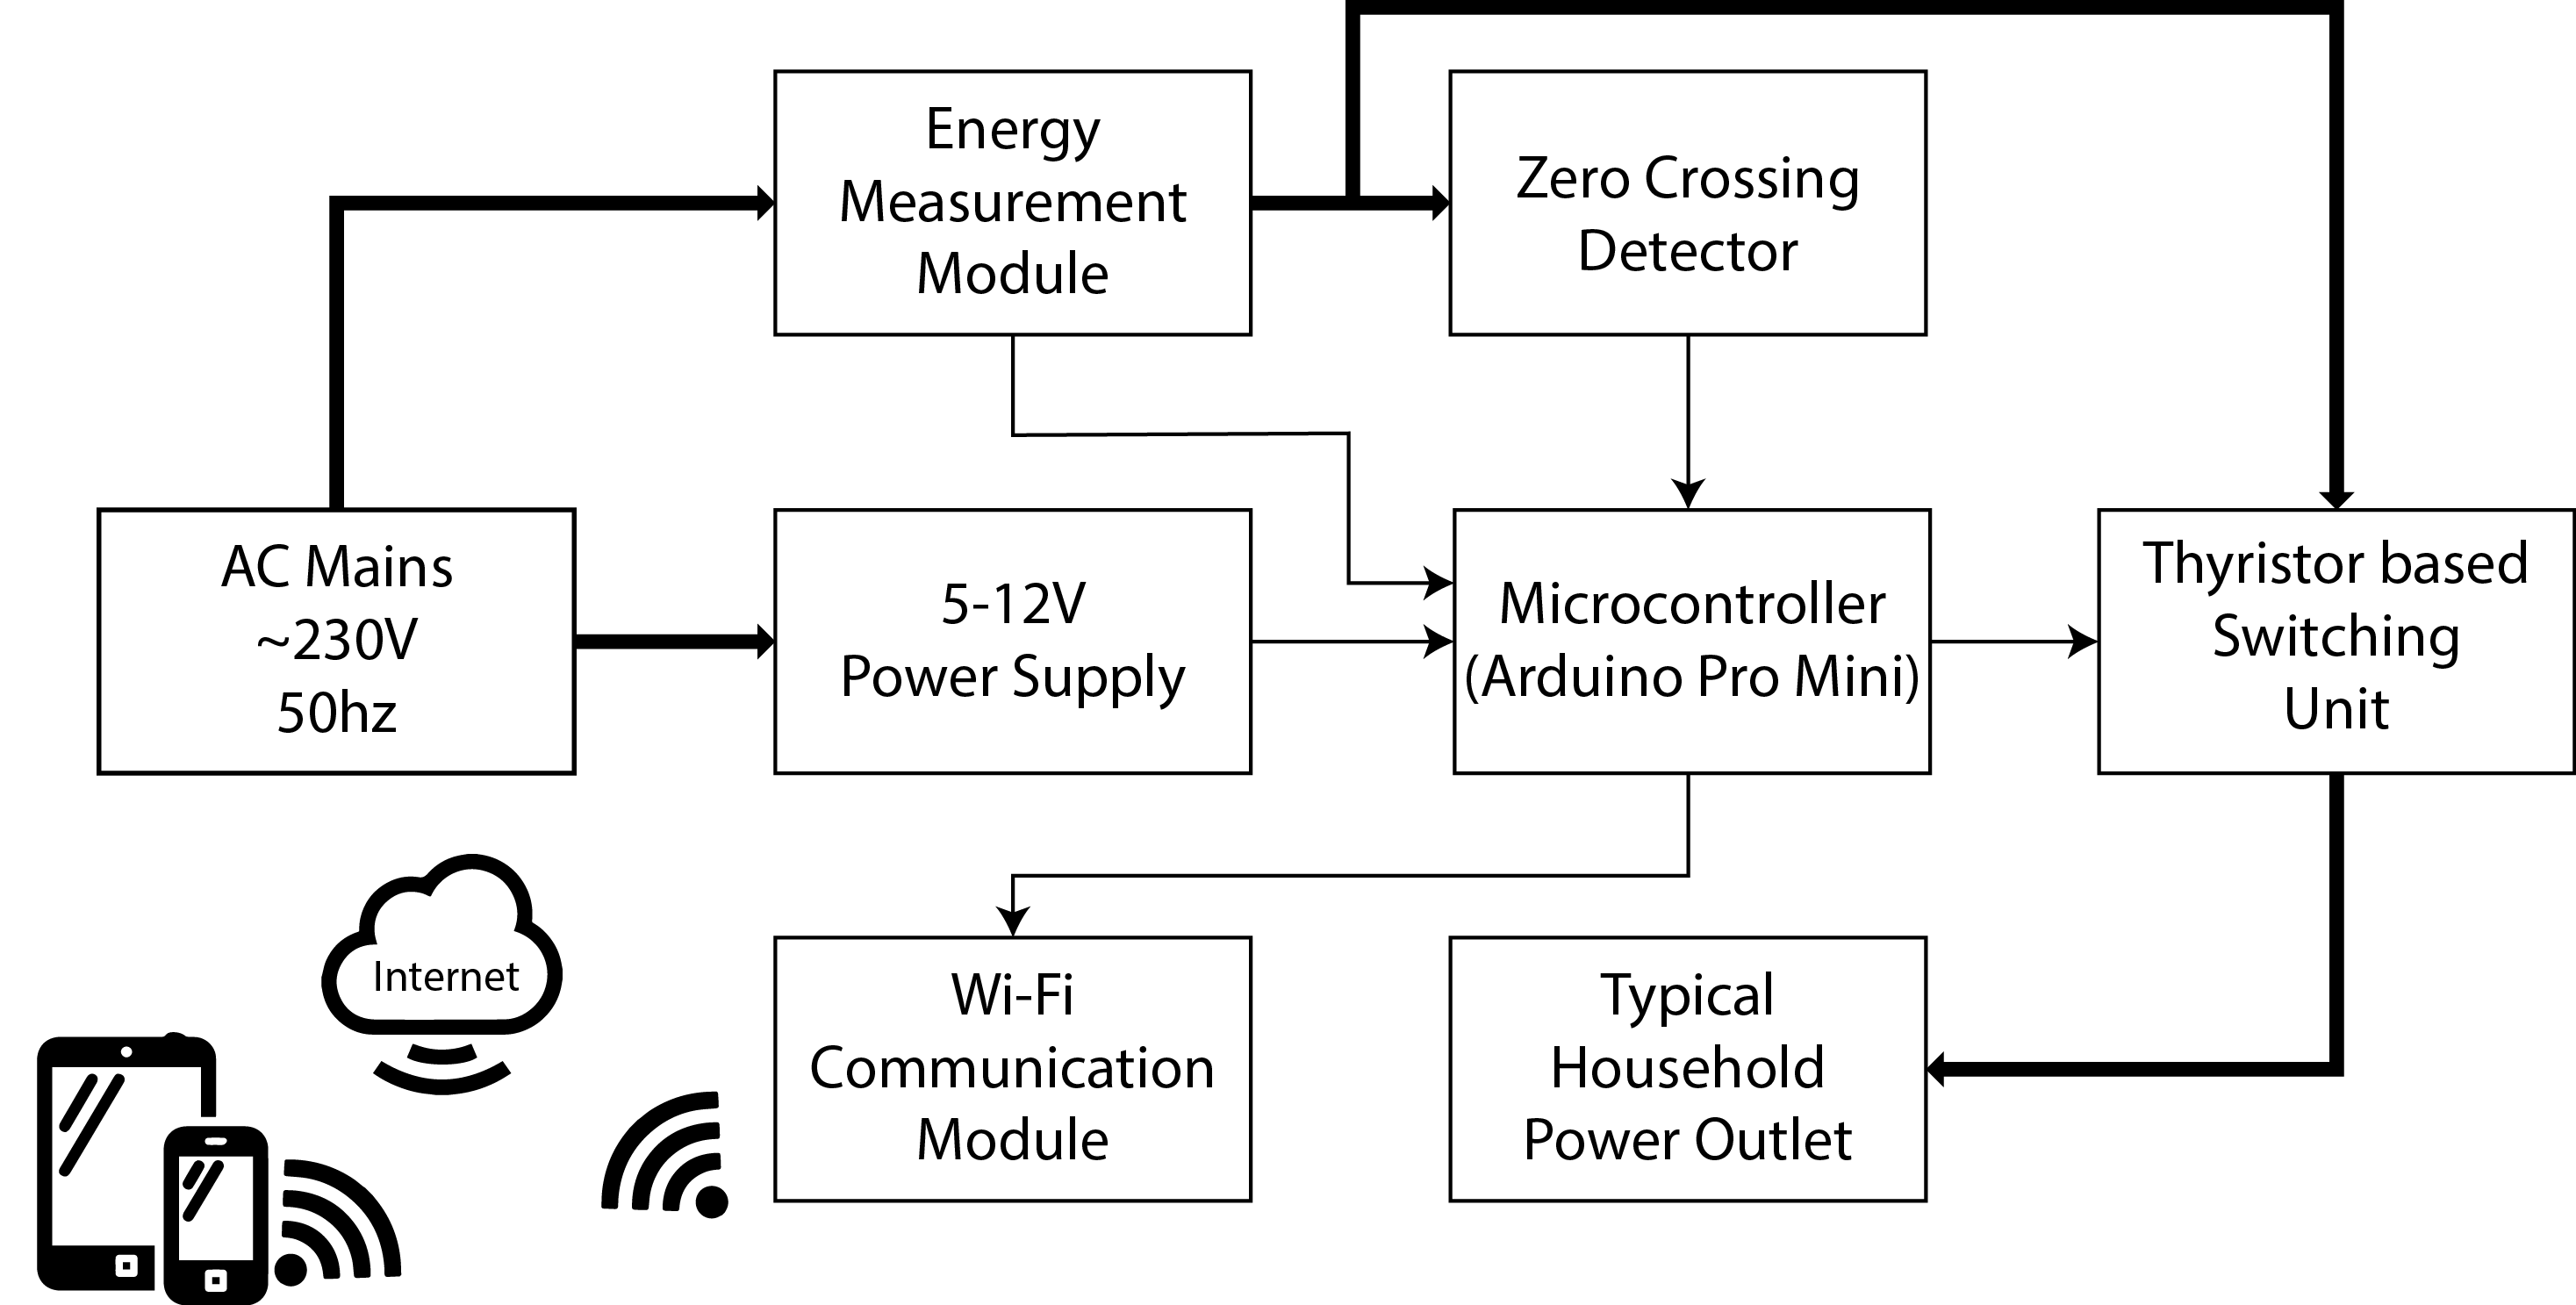 Energy
Measurement
Module
Zero Crossing
Detector
AC Mains
~230V
50hz
5-12V
Power Supply
Microcontroller
(Arduino Pro Mini)
Thyristor based
Switching
Unit
Internet
Wi-Fi
Communication
Module
Typical
Household
Power Outlet